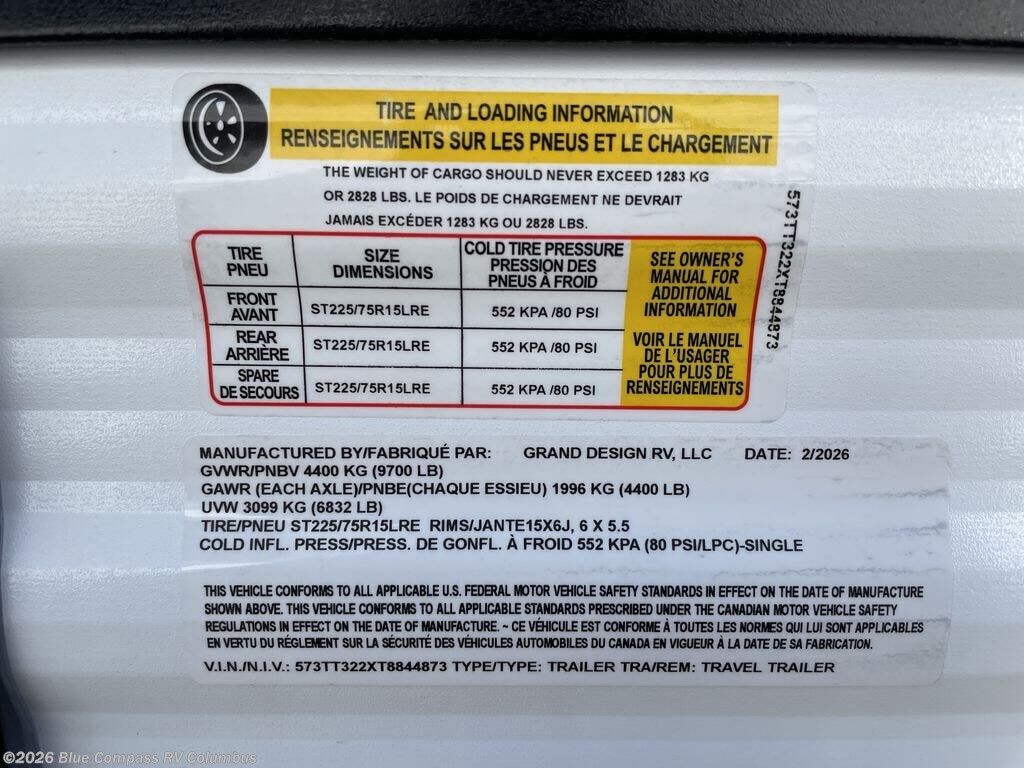 TIRE AND LOADING INFORMATION
RENSEIGNEMENTS SUR LES PNEUS ET LE CHARGEMENT
THE WEIGHT OF CARGO SHOULD NEVER EXCEED 1283 KG
OR 2828 LBS. LE POIDS DE CHARGEMENT NE DEVRAIT
JAMAIS EXCÉDER 1283 KG OU 2828 LBS.
TIRE
PNEU
SIZE
DIMENSIONS
COLD TIRE PRESSURE
PRESSION DES
PNEUS À FROID
FRONT
AVANT
ST225/75R15LRE
552 KPA /80 PSI
REAR
ARRIÈRE
ST225/75R15LRE
552 KPA /80 PSI
SPARE
DE SECOURS
ST225/75R15LRE
552 KPA /80 PSI
SEE OWNER'S
MANUAL FOR
ADDITIONAL
INFORMATION
VOIR LE MANUEL
DE L'USAGER
POUR PLUS DE
RENSEIGNEMENTS
573TT322XT8844873
MANUFACTURED BY/FABRIQUÉ PAR: GRAND DESIGN RV, LLC DATE: 2/2026
GVWR/PNBV 4400 KG (9700 LB)
GAWR (EACH AXLE)/PNBE(CHAQUE ESSIEU) 1996 KG (4400 LB)
UVW 3099 KG (6832 LB)
TIRE/PNEU ST225/75R15LRE RIMS/JANTE15X6J, 6 X 5.5
COLD INFL. PRESS/PRESS. DE GONFL. À FROID 552 KPA (80 PSI/LPC)-SINGLE
THIS VEHICLE CONFORMS TO ALL APPLICABLE U.S. FEDERAL MOTOR VEHICLE SAFETY STANDARDS IN EFFECT ON THE DATE OF MANUFACTURE
SHOWN ABOVE. THIS VEHICLE CONFORMS TO ALL APPLICABLE STANDARDS PRESCRIBED UNDER THE CANADIAN MOTOR VEHICLE SAFETY
REGULATIONS IN EFFECT ON THE DATE OF MANUFACTURE. ~ CE VÉHICULE EST CONFORME À TOUTES LES NORMES QUI LUI SONT APPLICABLES
EN VERTU DU RÉGLEMENT SUR LA SÉCURITÉ DES VÉHICULES AUTOMOBILES DU CANADA EN VIGUEUR À LA DATE DE SA FABRICATION.
V.I.N./N.I.V.: 573TT322XT8844873 TYPE/TYPE: TRAILER TRA/REM: TRAVEL TRAILER
©2026 Blue Compass RV Columbus